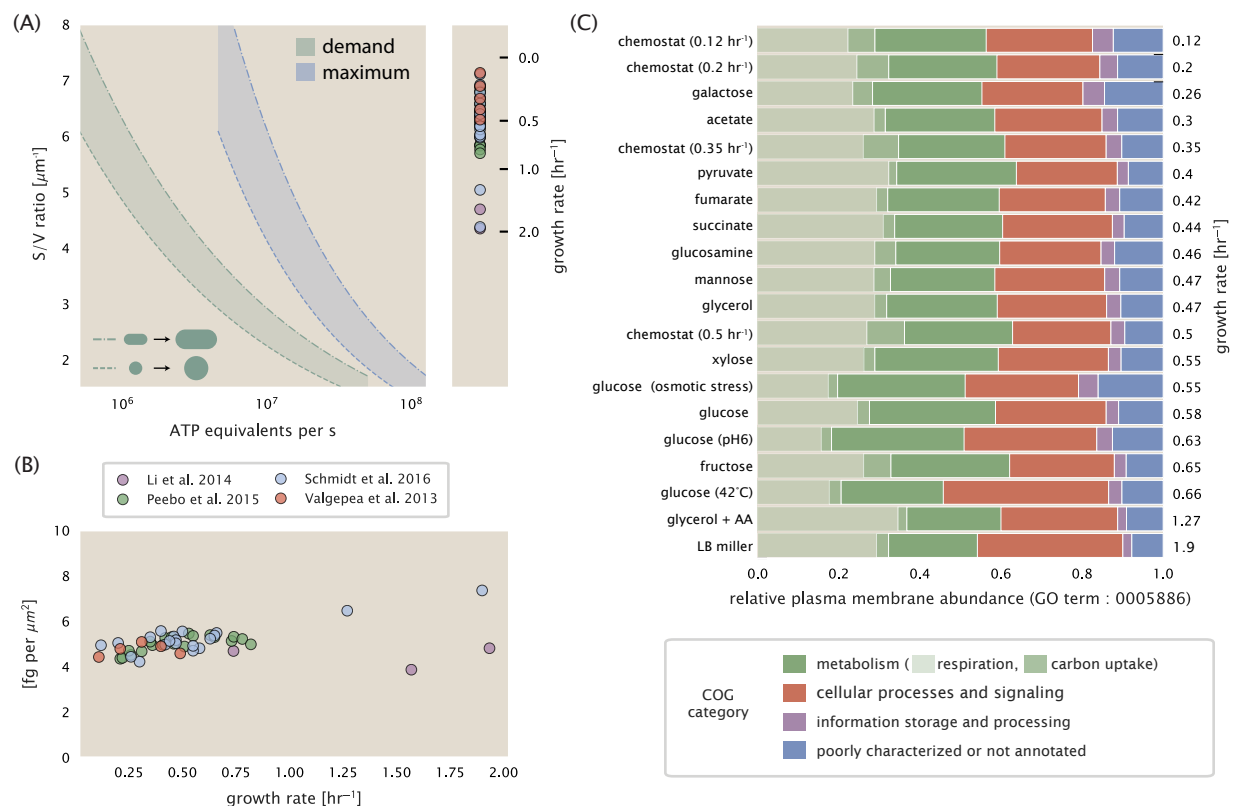 (A)
demand
maximum
8
7
6
5
4
3
2
S/V ratio [μm⁻¹]
10⁶
10⁷
10⁸
ATP equivalents per s
0.0
0.5
1.0
2.0
growth rate [hr⁻¹]
(B)
Li et al. 2014
Schmidt et al. 2016
Peebo et al. 2015
Valgepea et al. 2013
10
8
6
4
2
0
[fg per μm²]
0.25
0.50
0.75
1.00
1.25
1.50
1.75
2.00
growth rate [hr⁻¹]
(C)
chemostat (0.12 hr⁻¹) 0.12
chemostat (0.2 hr⁻¹) 0.2
galactose 0.26
acetate 0.3
chemostat (0.35 hr⁻¹) 0.35
pyruvate 0.4
fumarate 0.42
succinate 0.44
glucosamine 0.46
mannose 0.47
glycerol 0.47
chemostat (0.5 hr⁻¹) 0.5
xylose 0.55
glucose (osmotic stress) 0.55
glucose 0.58
glucose (pH6) 0.63
fructose 0.65
glucose (42°C) 0.66
glycerol + AA 1.27
LB miller 1.9
growth rate [hr⁻¹]
0.0
0.2
0.4
0.6
0.8
1.0
relative plasma membrane abundance (GO term : 0005886)
COG
category
metabolism ( respiration, carbon uptake)
cellular processes and signaling
information storage and processing
poorly characterized or not annotated